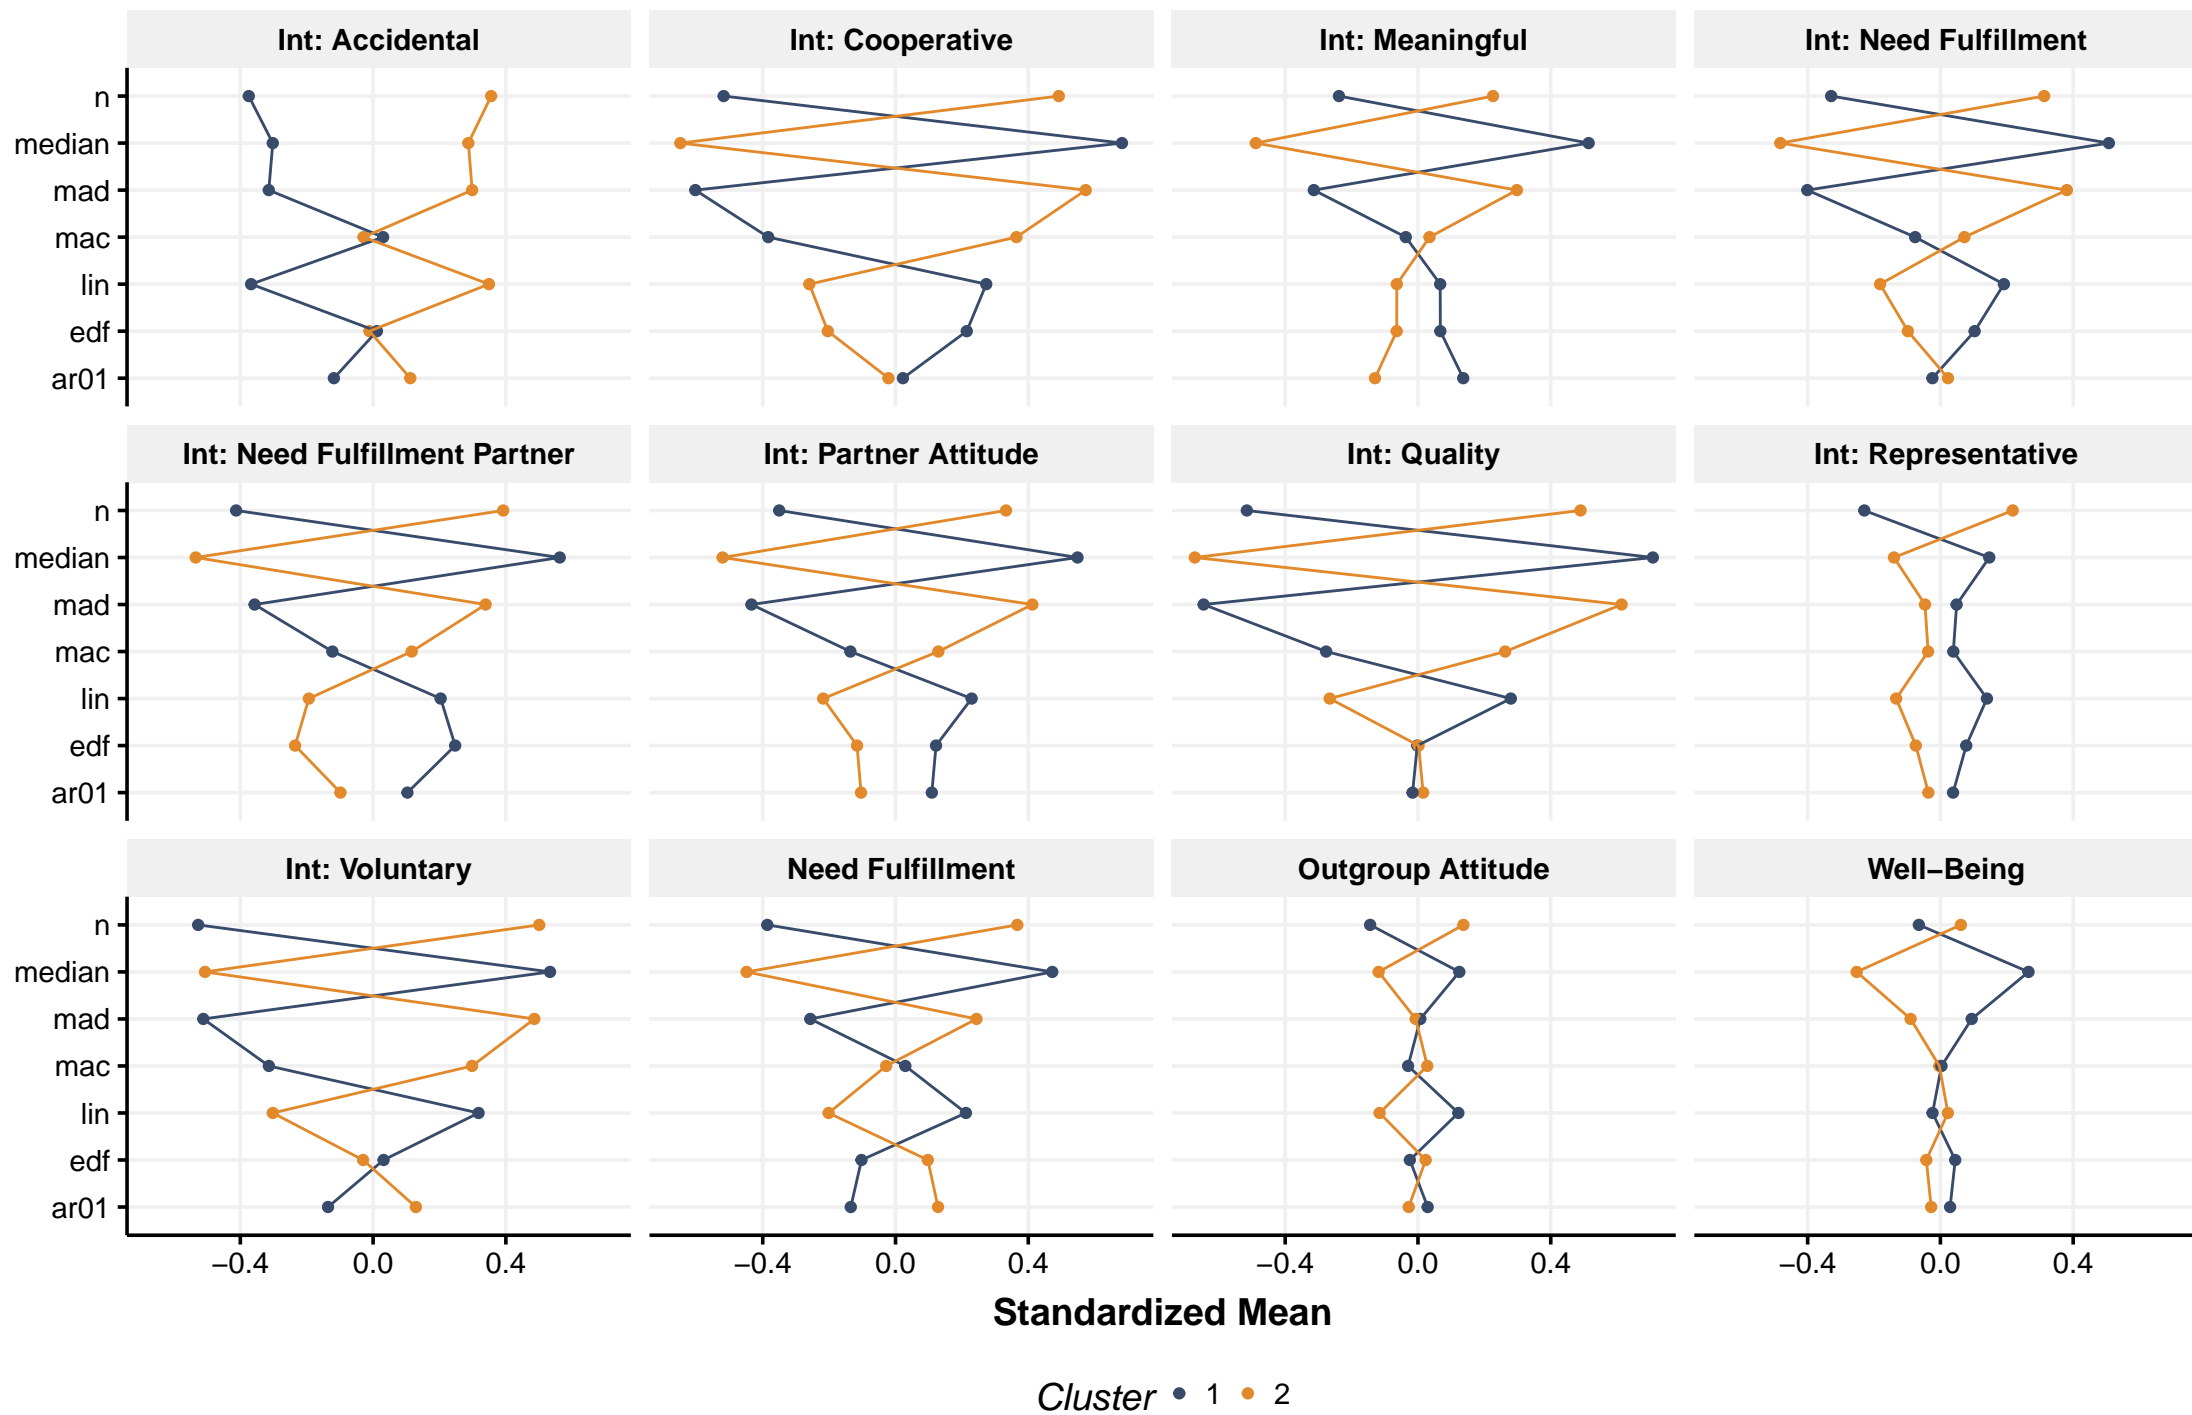 Int: Accidental Int: Cooperative Int: Meaningful Int: Need Fulfillment
n
median
mad
mac
lin
edf
ar01
Int: Need Fulfillment Partner Int: Partner Attitude Int: Quality Int: Representative
n
median
mad
mac
lin
edf
ar01
Int: Voluntary Need Fulfillment Outgroup Attitude Well−Being
n
median
mad
mac
lin
edf
ar01
−0.4 0.0 0.4 −0.4 0.0 0.4 −0.4 0.0 0.4 −0.4 0.0 0.4
Standardized Mean
Cluster 1 2